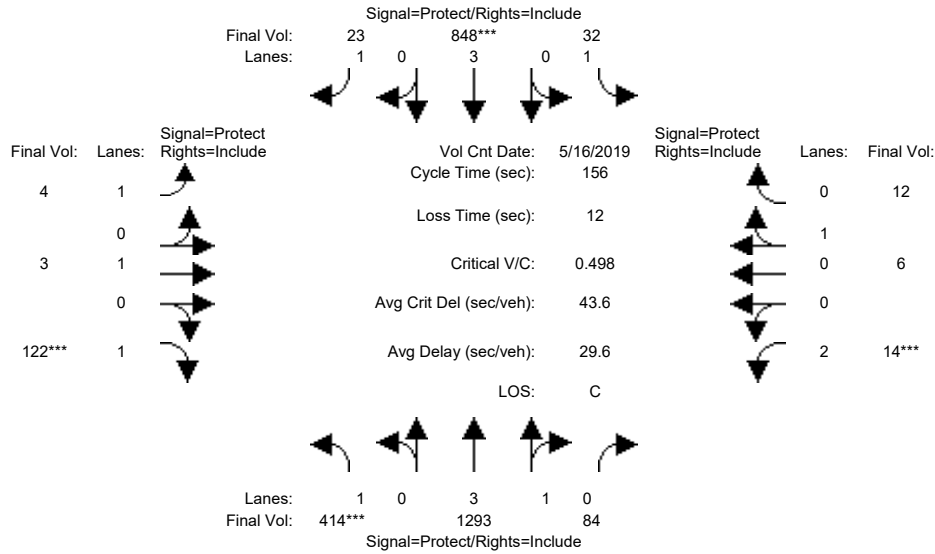 Signal=Protect/Rights=Include
Final Vol: 23 848*** 32
Lanes: 1 0 3 0 1
Signal=Protect
Final Vol: Lanes: Rights=Include
Vol Cnt Date: 5/16/2019
Signal=Protect
Rights=Include Lanes: Final Vol:
Cycle Time (sec): 156
4 1 0 12
Loss Time (sec): 12
0 1
3 1 Critical V/C: 0.498 0 6
0 Avg Crit Del (sec/veh): 43.6 0
122*** 1 Avg Delay (sec/veh): 29.6 2 14***
LOS: C
Lanes: 1 0 3 1 0
Final Vol: 414*** 1293 84
Signal=Protect/Rights=Include